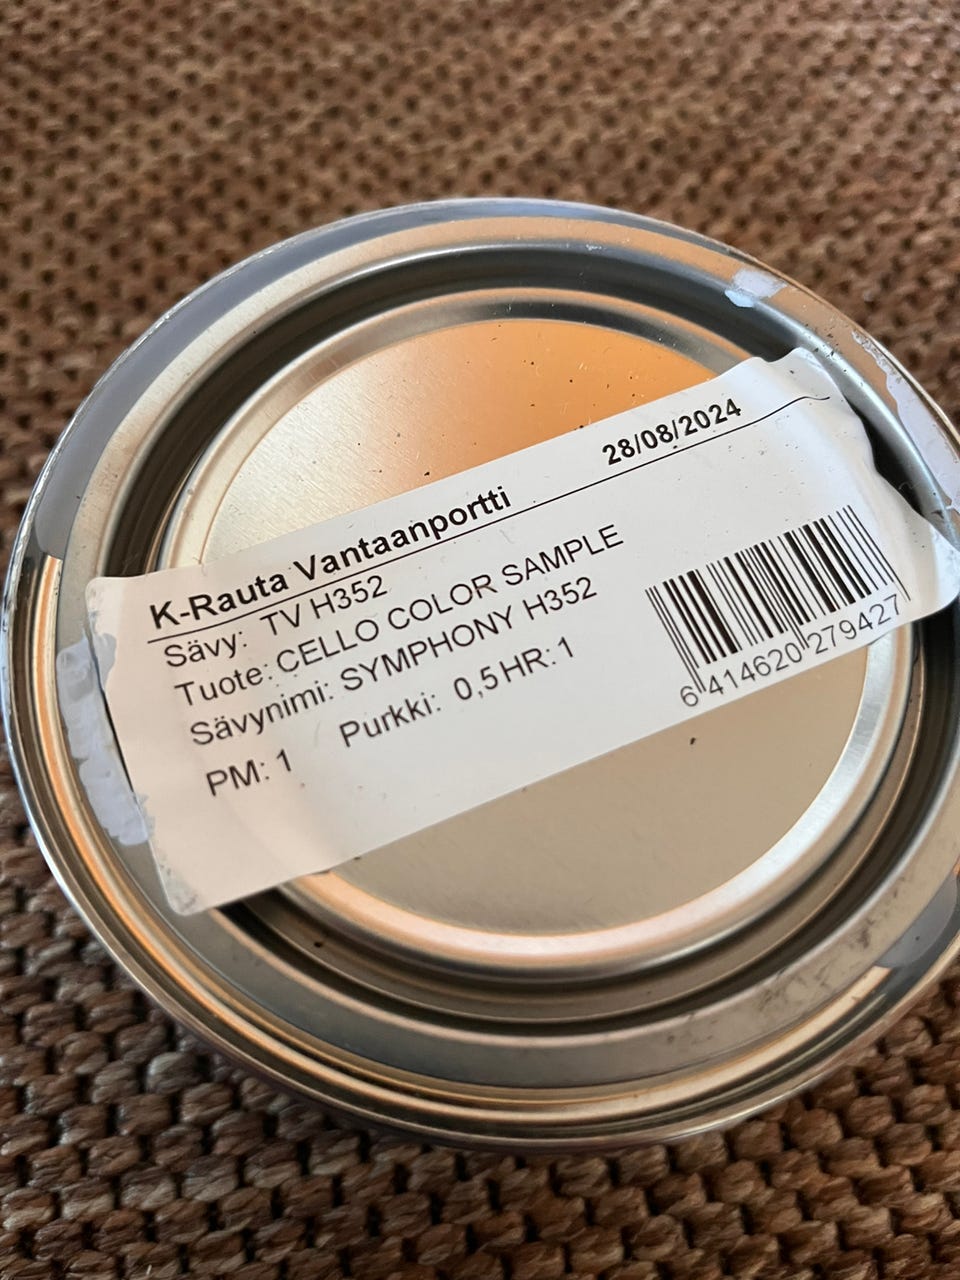 K-Rauta Vantaanportti 28/08/2024
Sävy: TV H352
Tuote: CELLO COLOR SAMPLE
Sävynimi: SYMPHONY H352
PM: 1 Purkki: 0,5 HR: 1
6 414620 279427